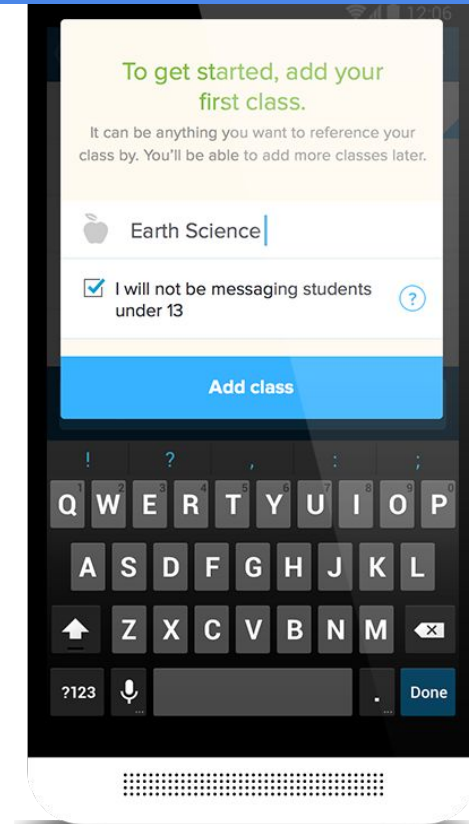 12:06
To get started, add your
first class.
It can be anything you want to reference your
class by. You'll be able to add more classes later.
Earth Science
I will not be messaging students
under 13
?
Add class
! ? , : ;
1 2 3 4 5 6 7 8 9 0
Q W E R T Y U I O P
A S D F G H J K L
Z X C V B N M
?123 . Done